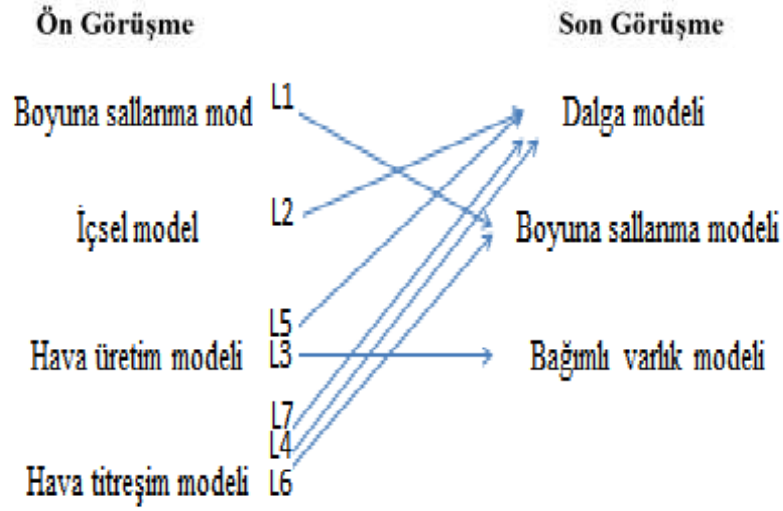 Ön Görüşme Son Görüşme
Boyuna sallanma mod L1 Dalga modeli
İçsel model L2 Boyuna sallanma modeli
L5
Hava üretim modeli L3 Bağımlı varlık modeli
L7
L4
Hava titreşim modeli L6